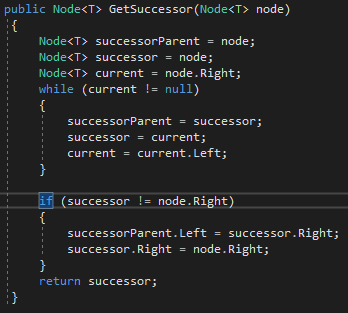 public Node<T> GetSuccessor(Node<T> node)
{
Node<T> successorParent = node;
Node<T> successor = node;
Node<T> current = node.Right;
while (current != null)
{
successorParent = successor;
successor = current;
current = current.Left;
}
if (successor != node.Right)
{
successorParent.Left = successor.Right;
successor.Right = node.Right;
}
return successor;
}